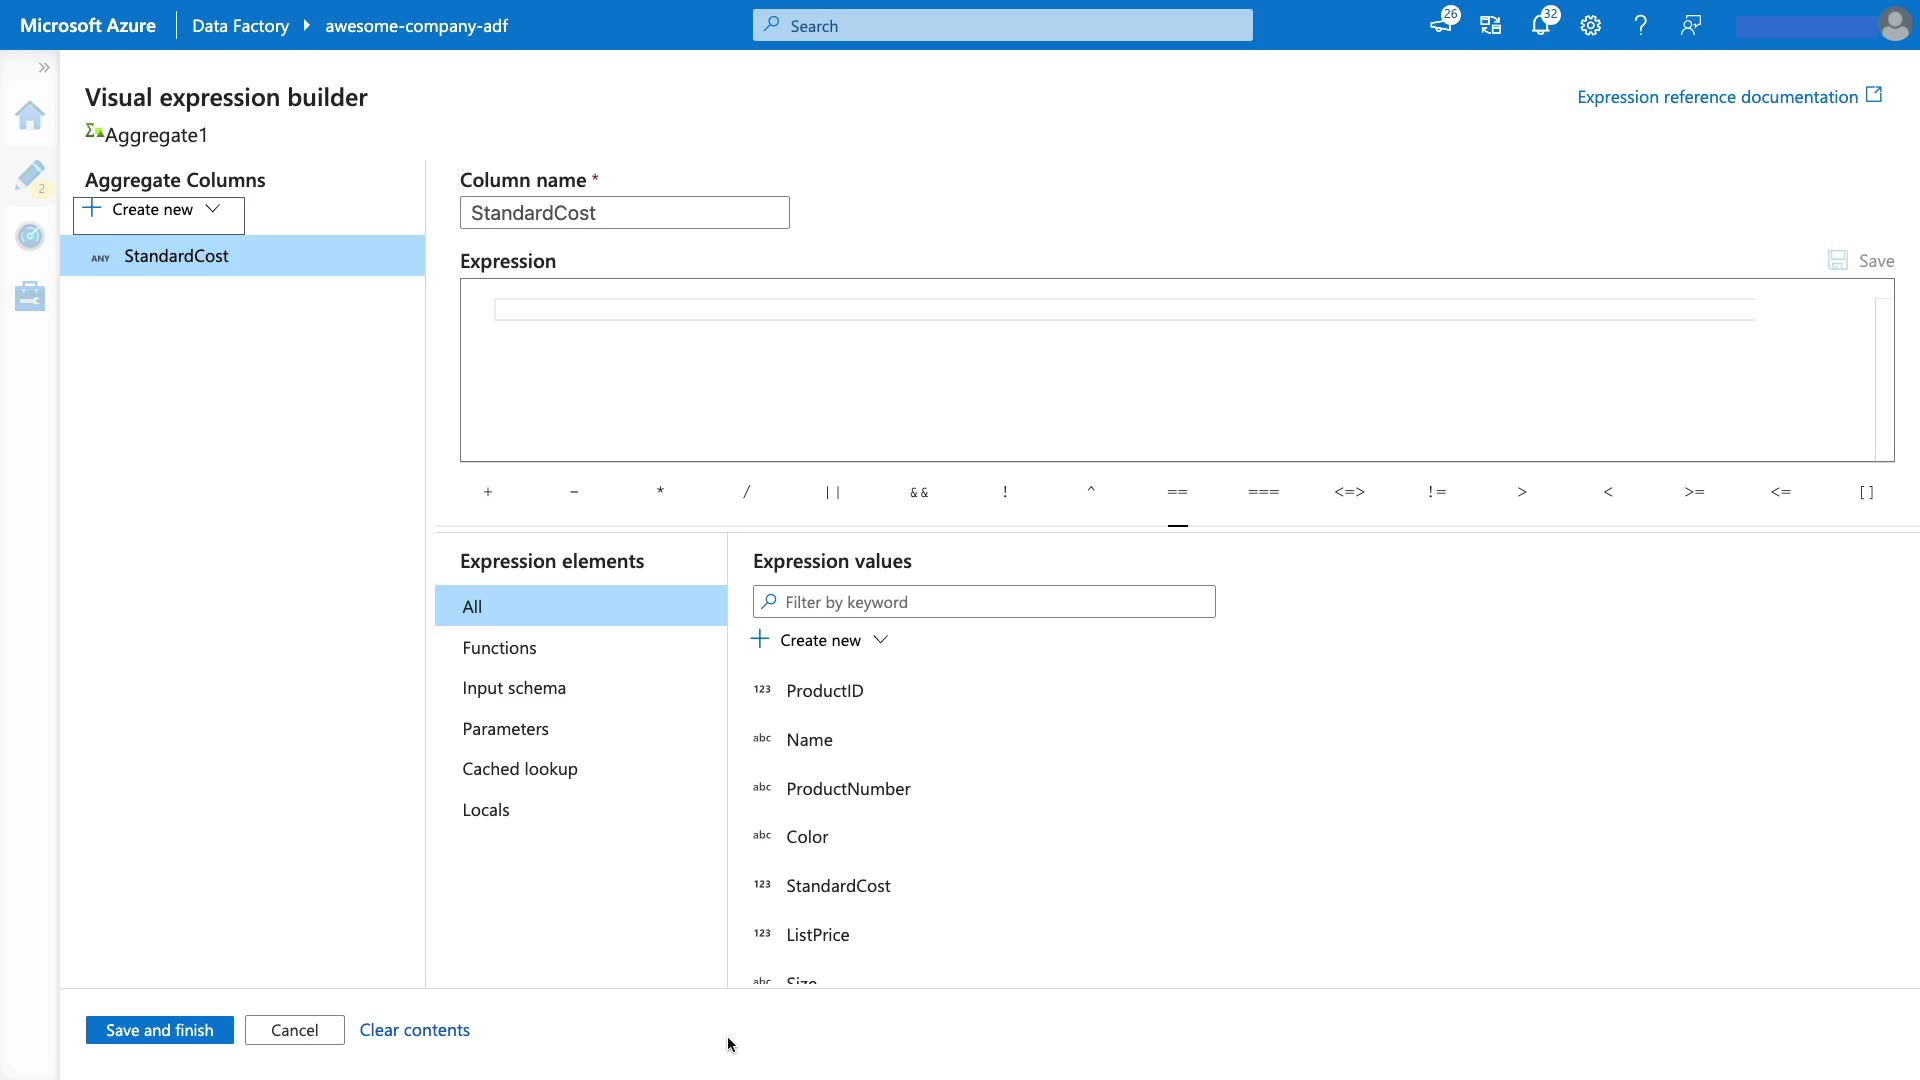 Microsoft Azure
Data Factory
awesome-company-adf
Search
26
32
Visual expression builder
Expression reference documentation
Aggregate1
2
Aggregate Columns
Create new
ANY StandardCost
Column name *
StandardCost
Expression
Save
+ - * / || && ! ^ == === <=> != > < >= <= []
Expression elements
All
Functions
Input schema
Parameters
Cached lookup
Locals
Expression values
Filter by keyword
Create new
123 ProductID
abc Name
abc ProductNumber
abc Color
123 StandardCost
123 ListPrice
abc Size
Save and finish
Cancel
Clear contents